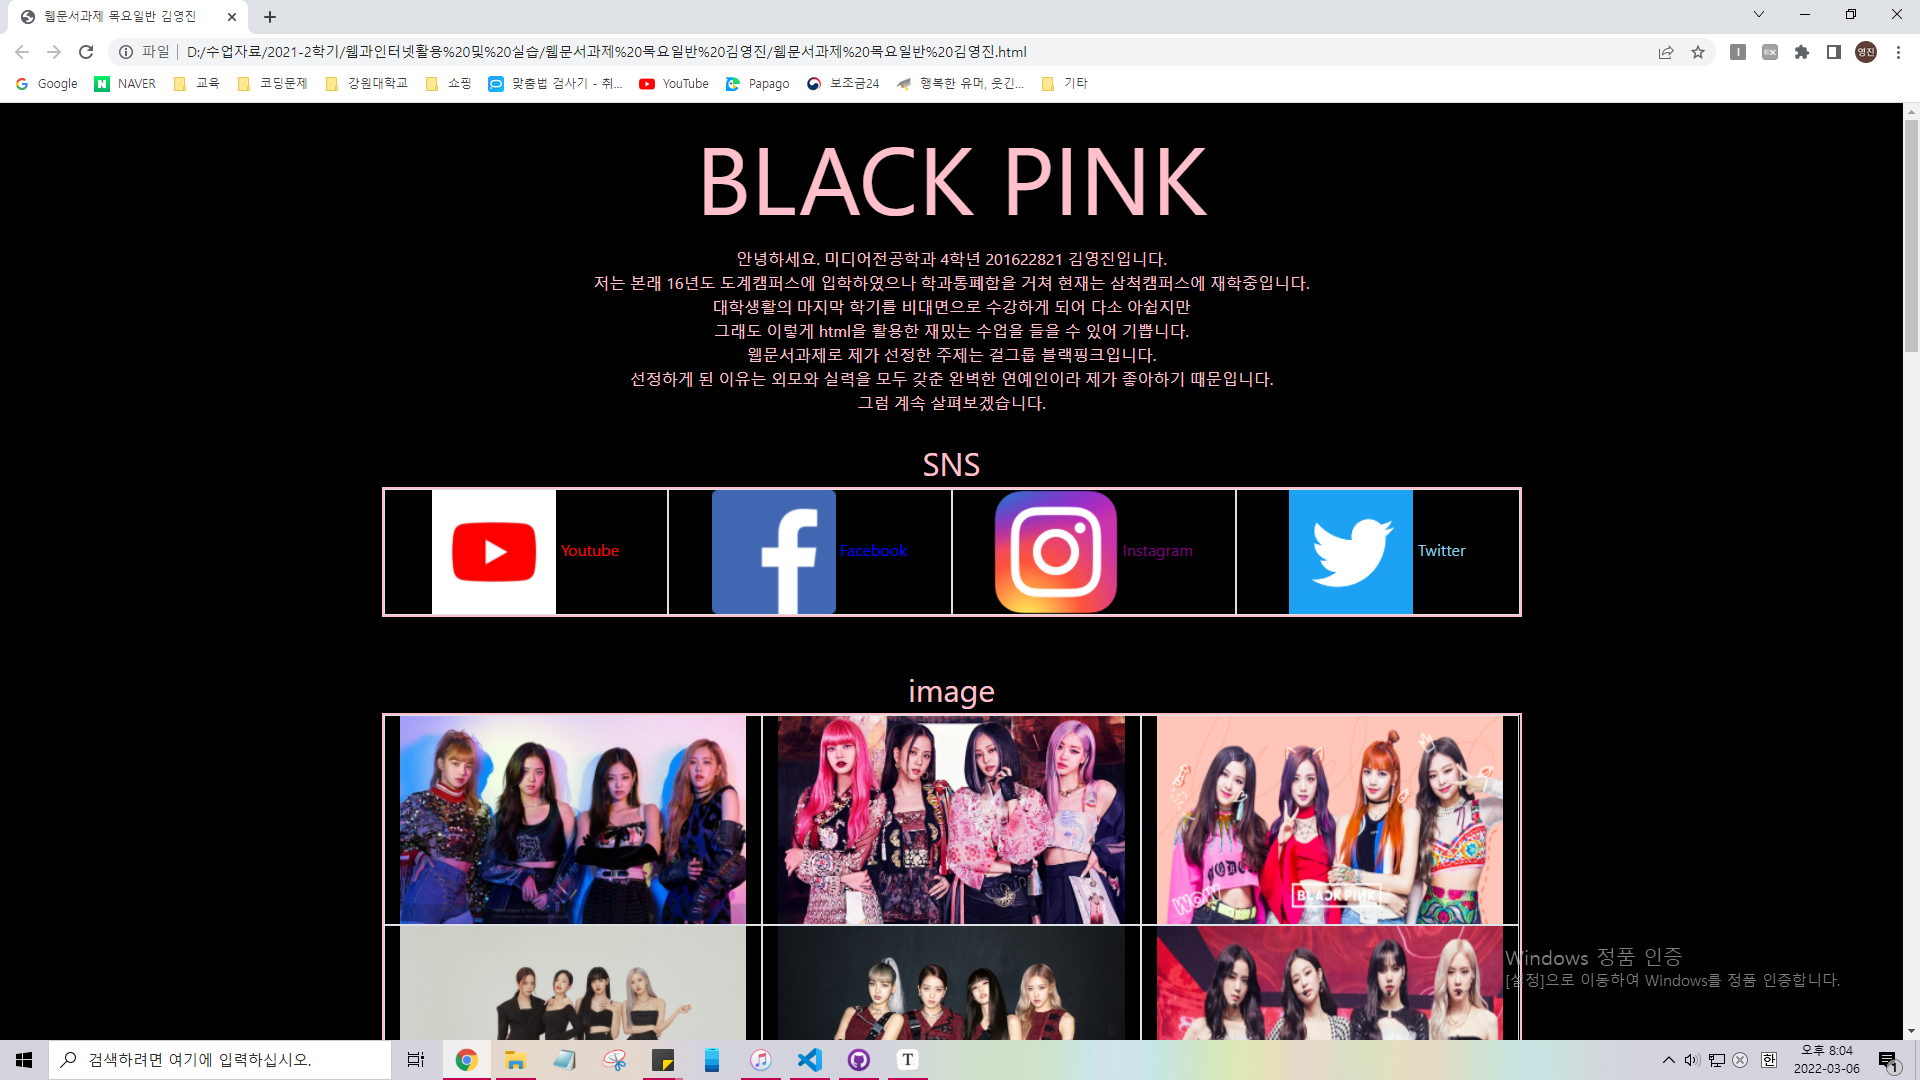 웹문서과제 목요일반 김영진
파일
D:/수업자료/2021-2학기/웹과인터넷활용%20및%20실습/웹문서과제%20목요일반%20김영진/웹문서과제%20목요일반%20김영진.html
영진
Google NAVER 교육 코딩문제 강원대학교 쇼핑 맞춤법 검사기 - 취... YouTube Papago 보조금24 행복한 유머, 웃긴... 기타
BLACK PINK
안녕하세요. 미디어전공학과 4학년 201622821 김영진입니다.
저는 본래 16년도 도계캠퍼스에 입학하였으나 학과통폐합을 거쳐 현재는 삼척캠퍼스에 재학중입니다.
대학생활의 마지막 학기를 비대면으로 수강하게 되어 다소 아쉽지만
그래도 이렇게 html을 활용한 재밌는 수업을 들을 수 있어 기쁩니다.
웹문서과제로 제가 선정한 주제는 걸그룹 블랙핑크입니다.
선정하게 된 이유는 외모와 실력을 모두 갖춘 완벽한 연예인이라 제가 좋아하기 때문입니다.
그럼 계속 살펴보겠습니다.
SNS
Youtube Facebook Instagram Twitter
image
WOW
BLACK PINK
Windows 정품 인증
[설정]으로 이동하여 Windows를 정품 인증합니다.
검색하려면 여기에 입력하십시오.
한
오후 8:04
2022-03-06
1